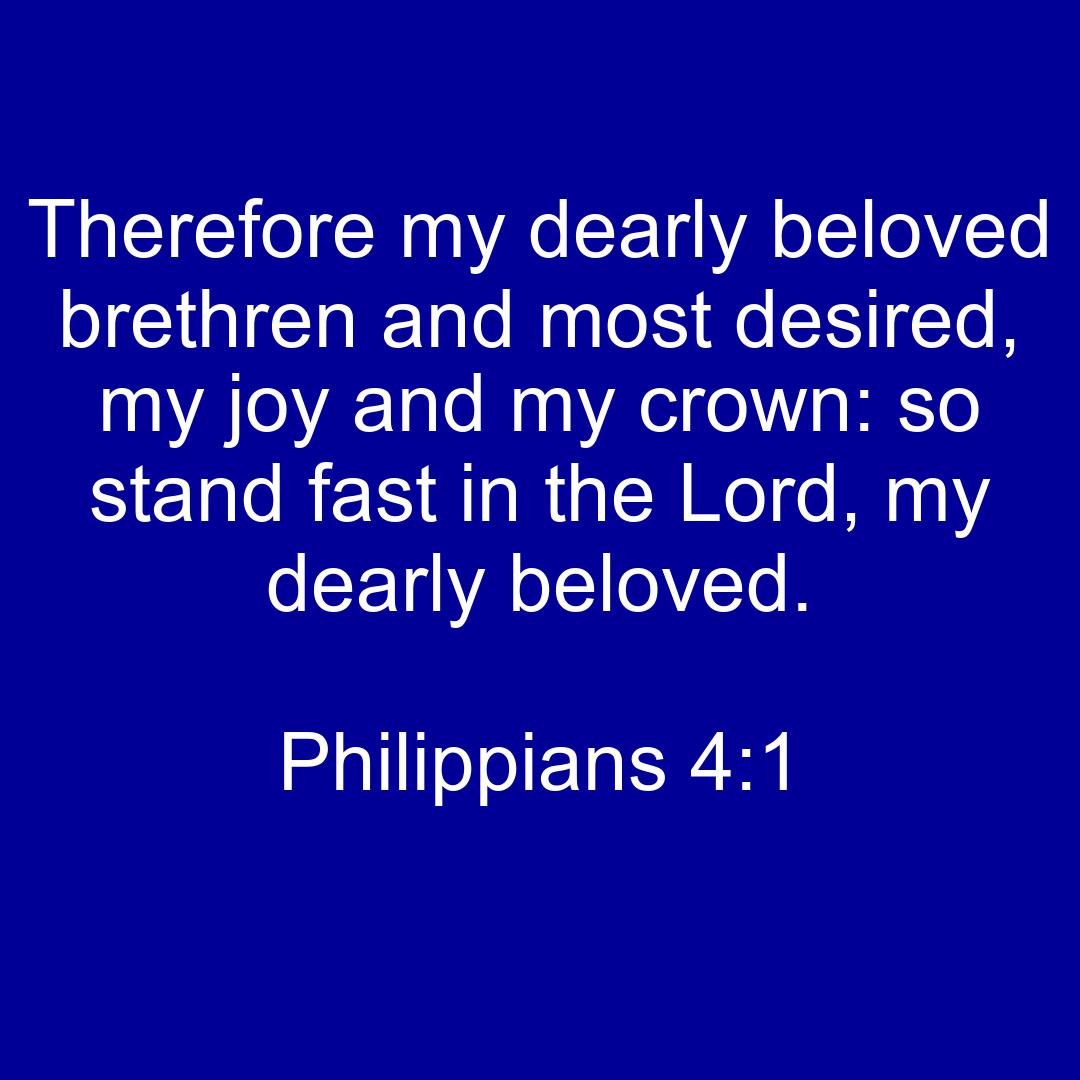 Therefore my dearly beloved
brethren and most desired,
my joy and my crown: so
stand fast in the Lord, my
dearly beloved.
Philippians 4:1